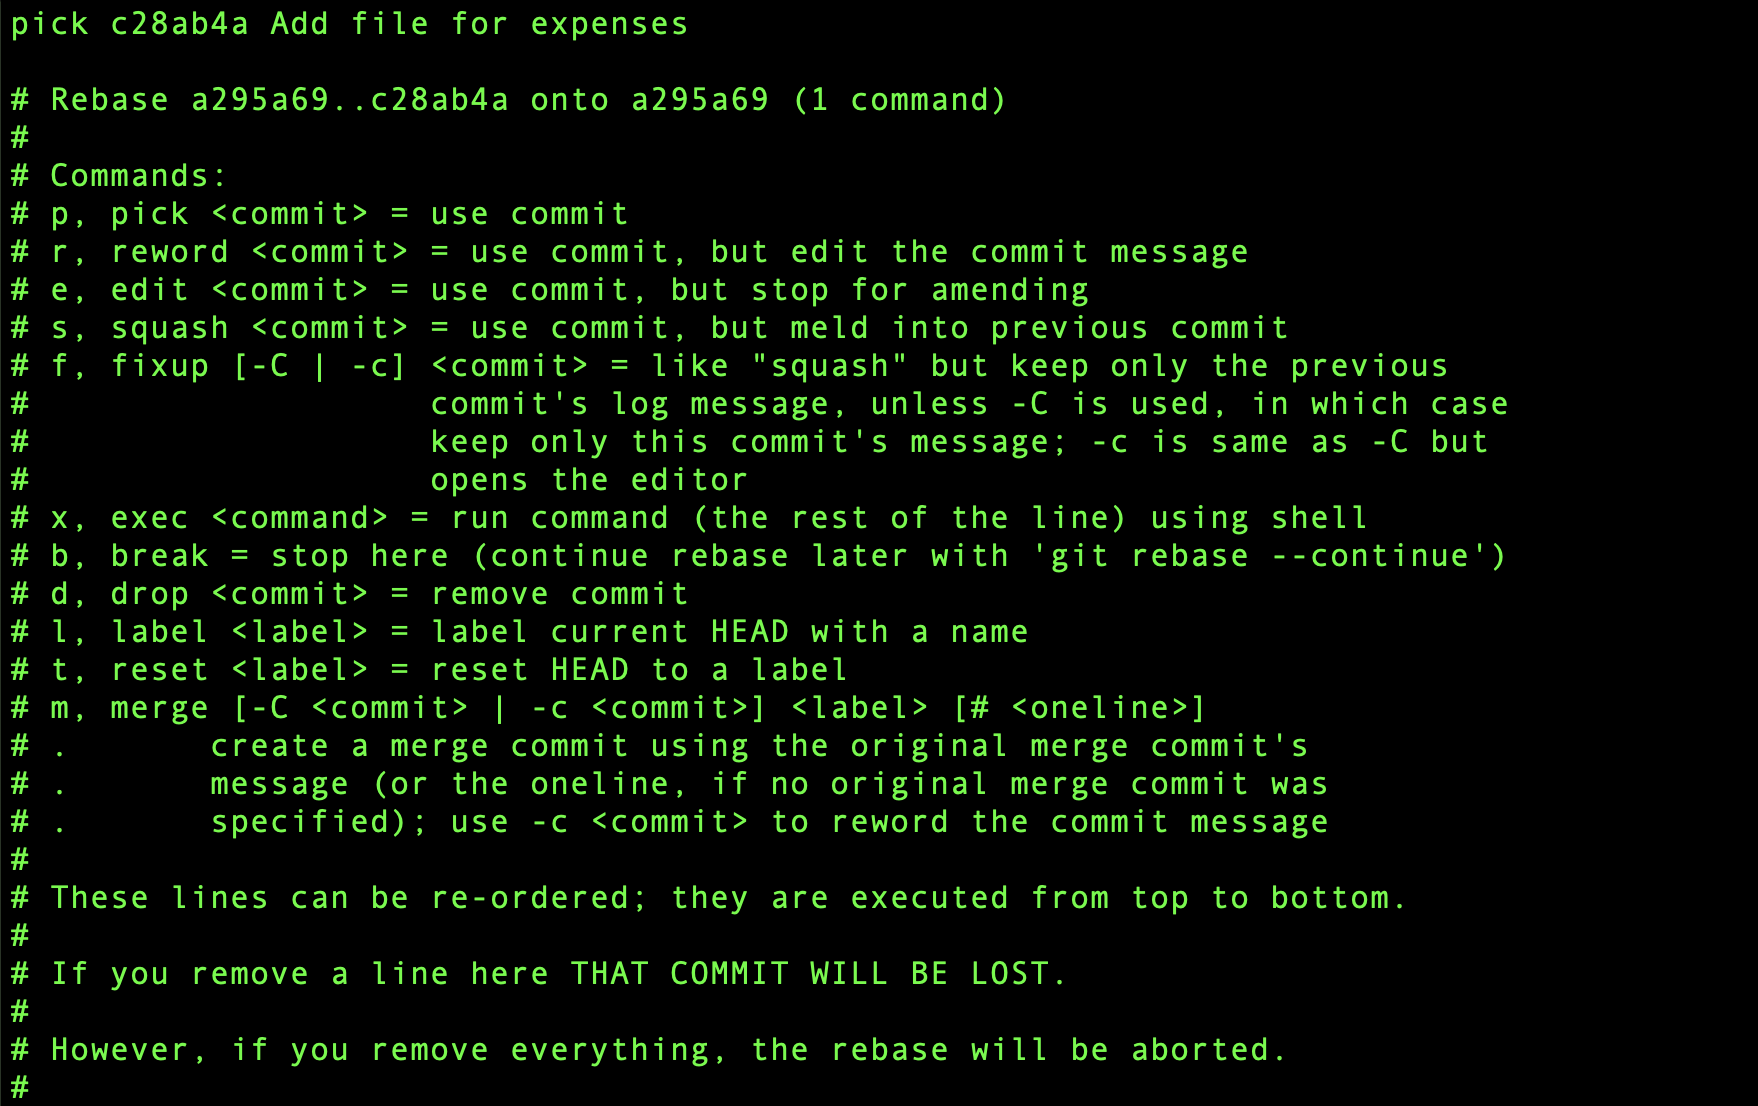 pick c28ab4a Add file for expenses

# Rebase a295a69..c28ab4a onto a295a69 (1 command)
#
# Commands:
# p, pick <commit> = use commit
# r, reword <commit> = use commit, but edit the commit message
# e, edit <commit> = use commit, but stop for amending
# s, squash <commit> = use commit, but meld into previous commit
# f, fixup [-C | -c] <commit> = like "squash" but keep only the previous
#                    commit's log message, unless -C is used, in which case
#                    keep only this commit's message; -c is same as -C but
#                    opens the editor
# x, exec <command> = run command (the rest of the line) using shell
# b, break = stop here (continue rebase later with 'git rebase --continue')
# d, drop <commit> = remove commit
# l, label <label> = label current HEAD with a name
# t, reset <label> = reset HEAD to a label
# m, merge [-C <commit> | -c <commit>] <label> [# <oneline>]
# .       create a merge commit using the original merge commit's
# .       message (or the oneline, if no original merge commit was
# .       specified); use -c <commit> to reword the commit message
#
# These lines can be re-ordered; they are executed from top to bottom.
#
# If you remove a line here THAT COMMIT WILL BE LOST.
#
# However, if you remove everything, the rebase will be aborted.
#